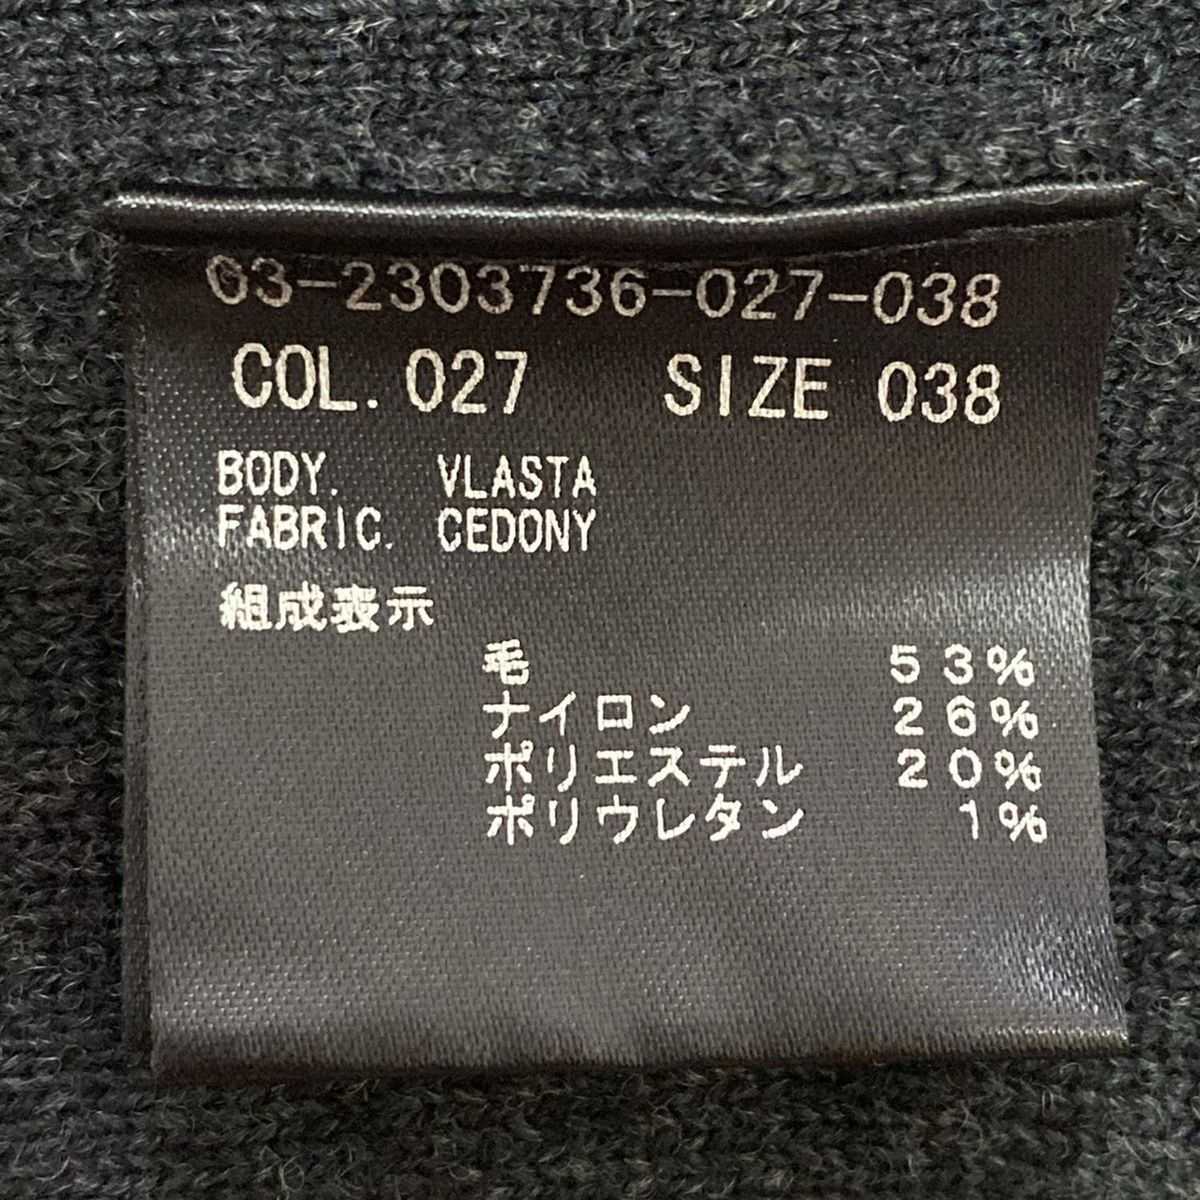 03-2303736-027-038
COL. 027 SIZE 038
BODY. VLASTA
FABRIC. CEDONY
組成表示
毛 53%
ナイロン 26%
ポリエステル 20%
ポリウレタン 1%